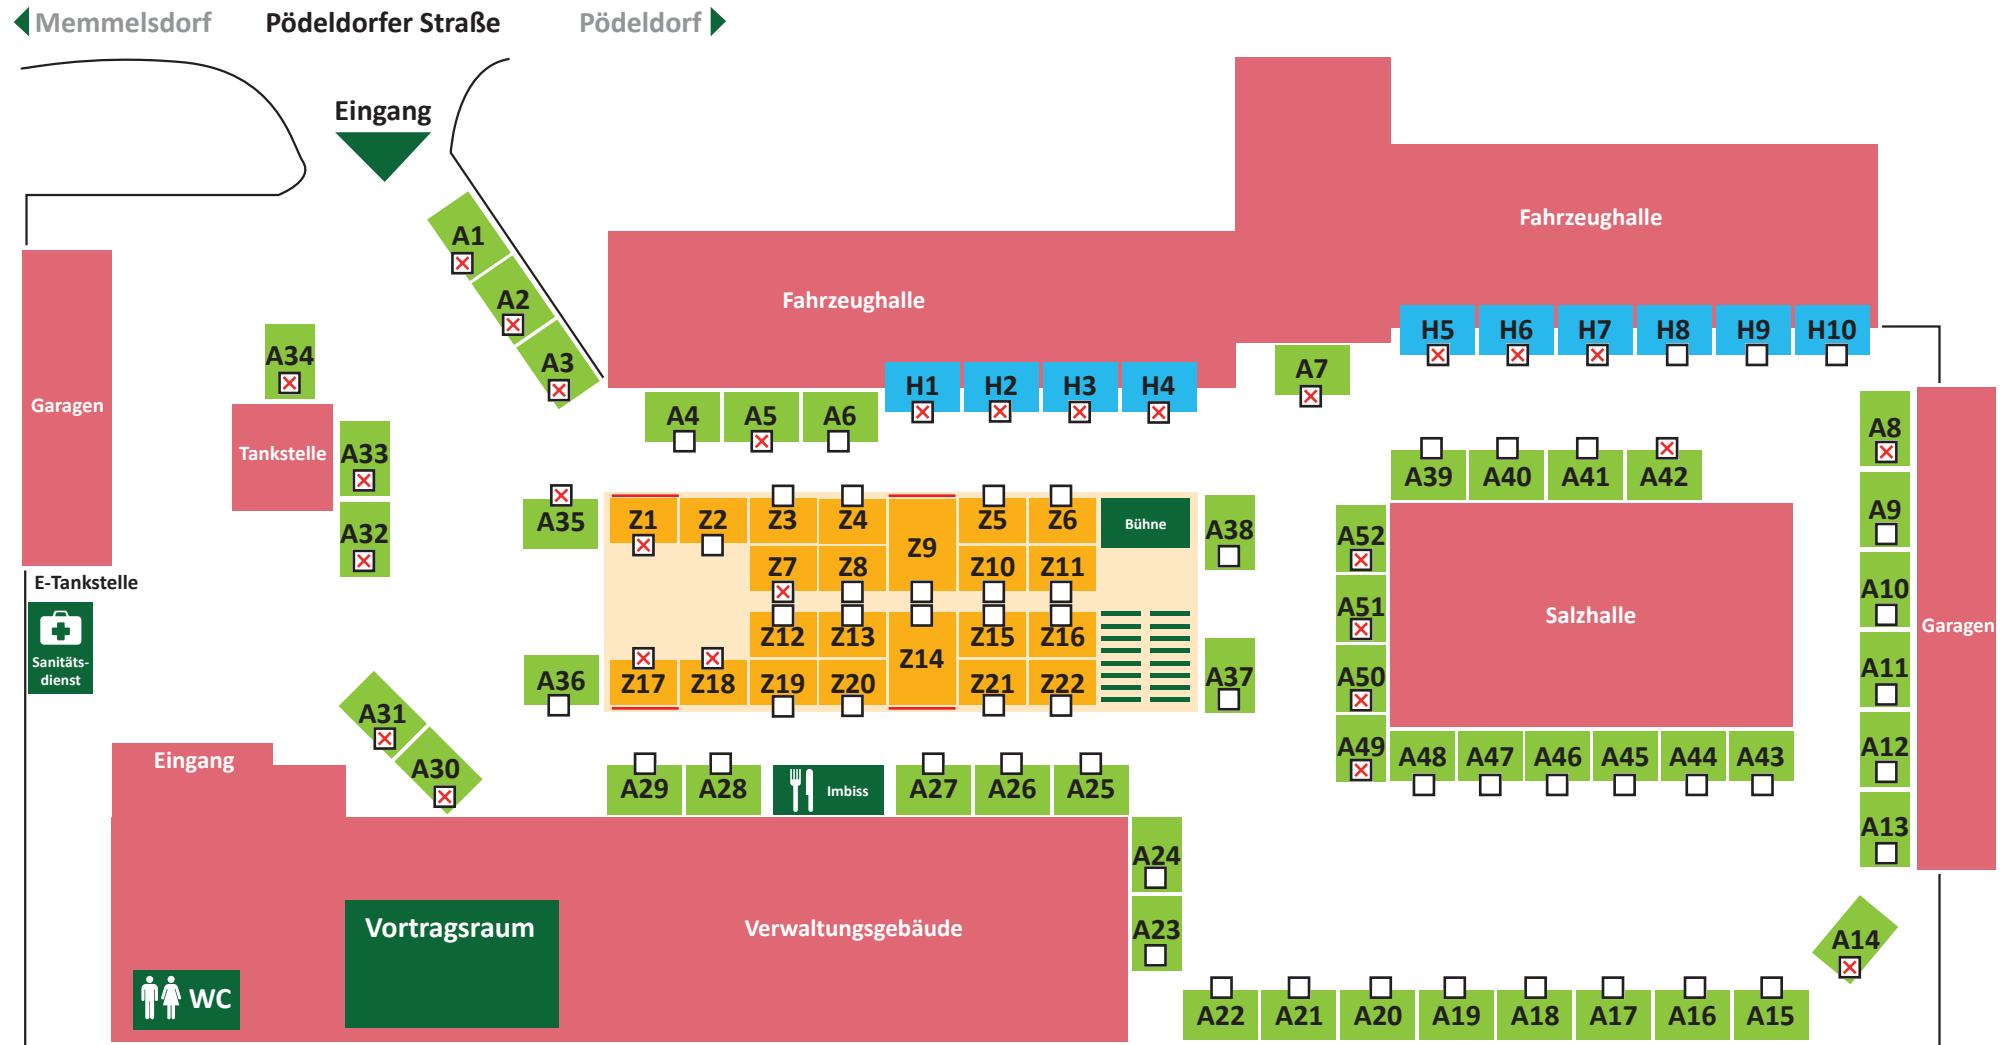 Memmelsdorf Pödeldorfer Straße Pödeldorf
Eingang
Fahrzeughalle
Fahrzeughalle
A1
A2
A3
A34
Garagen
Tankstelle
A33
A32
E-Tankstelle
Sanitäts-
dienst
H1 H2 H3 H4
H5 H6 H7 H8 H9 H10
A4 A5 A6
A7
A35
Z1 Z2 Z3 Z4 Z9 Z5 Z6
Bühne
A38
Z7 Z8 Z10 Z11
Z12 Z13 Z14 Z15 Z16
Z17 Z18 Z19 Z20 Z21 Z22
A36
A37
A39 A40 A41 A42
A52
A51
A50
A49
Salzhalle
A48 A47 A46 A45 A44 A43
A8
A9
A10
A11
A12
A13
Garagen
A14
A31
A30
Eingang
A29 A28
Imbiss
A27 A26 A25
A24
A23
Vortragsraum
Verwaltungsgebäude
WC
A22 A21 A20 A19 A18 A17 A16 A15